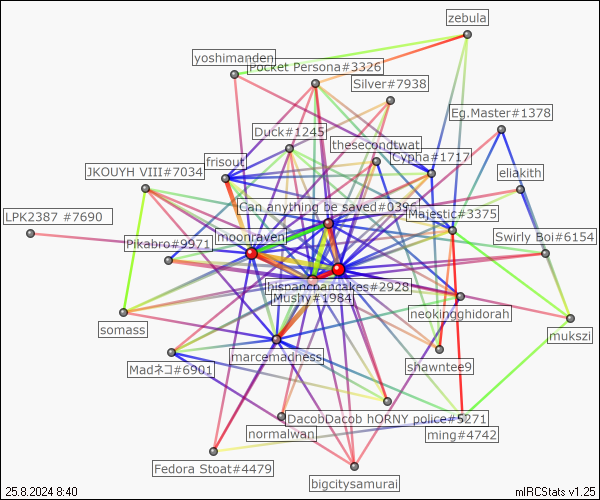 zebula
yoshimanden
Pocket Persona#3326
Silver#7938
Eg.Master#1378
Duck#1245
thesecondtwat
Cypha#1717
frisout
JKOUYH VIII#7034
eliakith
LPK2387 #7690
Can anything be saved#039
Majestic#3375
moonraven
Pikabro#9971
Swirly Boi#6154
hispanchancakes#2928
Mushy#1984
neokingghidorah
somass
mukszi
marcemadness
Madネコ#6901
shawntee9
DacobDacob hORNY police#5271
normalwan
ming#4742
Fedora Stoat#4479
bigcitysamurai
25.8.2024 8:40
mIRCStats v1.25